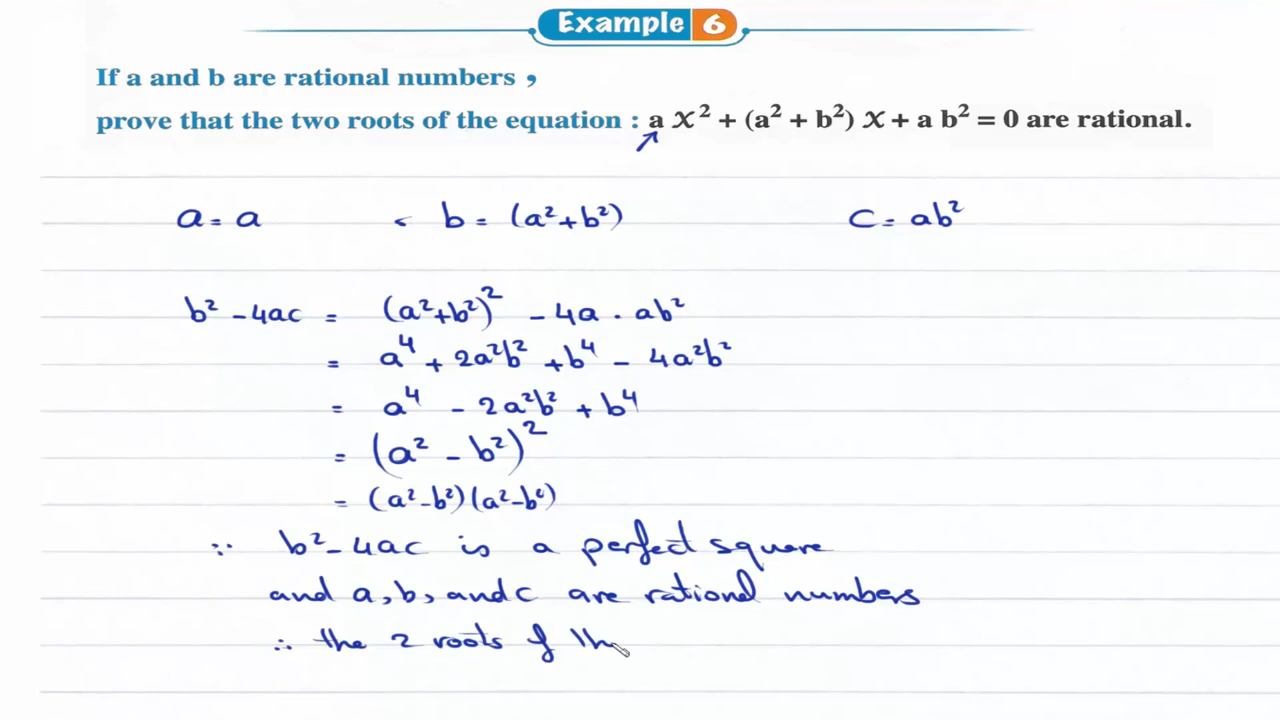 Example 6
If a and b are rational numbers ,
prove that the two roots of the equation : a x² + (a² + b²) x + a b² = 0 are rational.
a = a , b = (a²+b²) c = ab²
b² - 4ac = (a²+b²)² - 4a · ab²
= a⁴ + 2a²b² + b⁴ - 4a²b²
= a⁴ - 2a²b² + b⁴
= (a² - b²)²
= (a²-b²)(a²-b²)
∵ b²-4ac is a perfect square
and a, b, and c are rational numbers
∴ the 2 roots of th